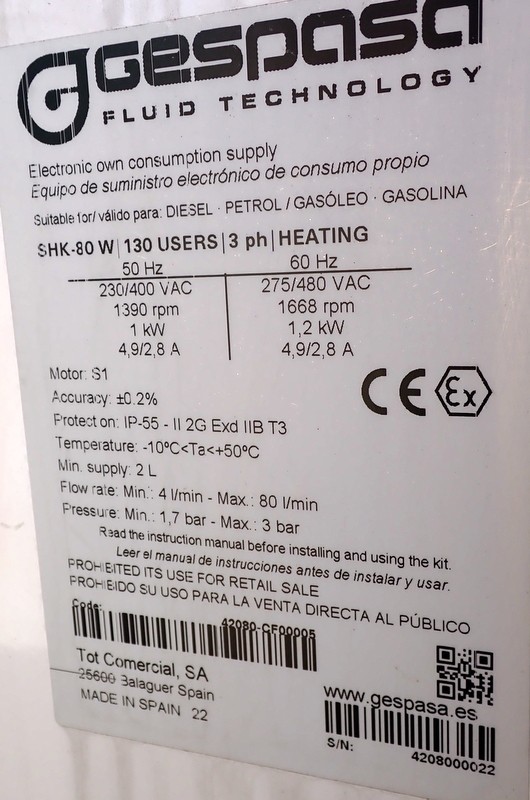 Gespasa
FLUID TECHNOLOGY
Electronic own consumption supply
Equipo de suministro electrónico de consumo propio
Suitable for/ válido para: DIESEL · PETROL / GASÓLEO · GASOLINA
SHK-80 W | 130 USERS | 3 ph | HEATING
50 Hz 60 Hz
230/400 VAC 275/480 VAC
1390 rpm 1668 rpm
1 kW 1,2 kW
4,9/2,8 A 4,9/2,8 A
Motor: S1
Accuracy: ±0.2%
CE Ex
Protection: IP-55 - II 2G Exd IIB T3
Temperature: -10ºC<Ta<+50ºC
Min. supply: 2 L
Flow rate: Min.: 4 l/min - Max.: 80 l/min
Pressure: Min.: 1,7 bar - Max.: 3 bar
Read the instruction manual before installing and using the kit.
Leer el manual de instrucciones antes de instalar y usar.
PROHIBITED ITS USE FOR RETAIL SALE
PROHIBIDO SU USO PARA LA VENTA DIRECTA AL PÚBLICO
Code: 42080-CF00005
Tot Comercial, SA
25600 Balaguer Spain
MADE IN SPAIN 22
www.gespasa.es
S/N: 4208000022